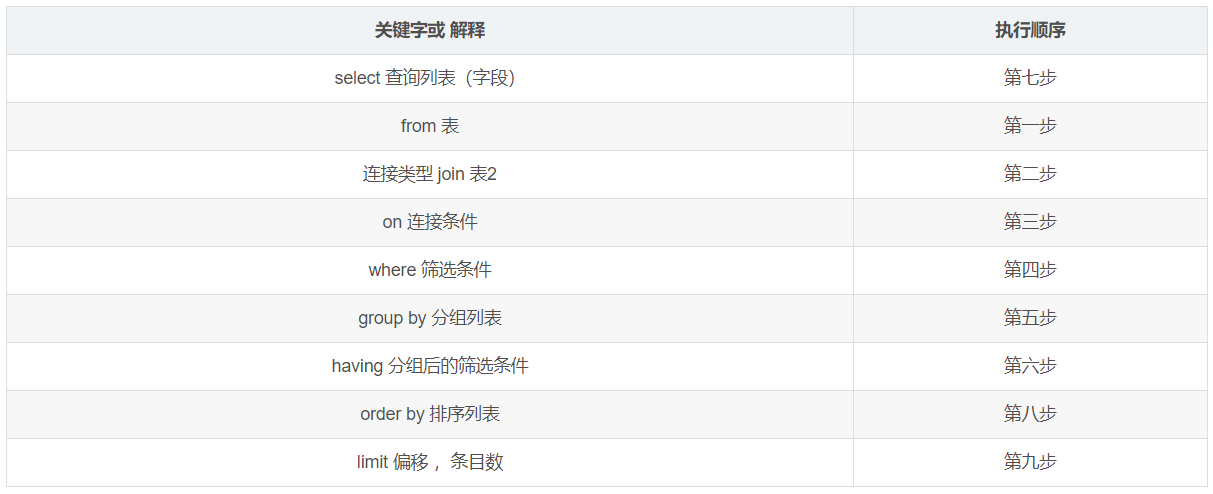 关键字或 解释 执行顺序
select 查询列表（字段） 第七步
from 表 第一步
连接类型 join 表2 第二步
on 连接条件 第三步
where 筛选条件 第四步
group by 分组列表 第五步
having 分组后的筛选条件 第六步
order by 排序列表 第八步
limit 偏移 ，条目数 第九步